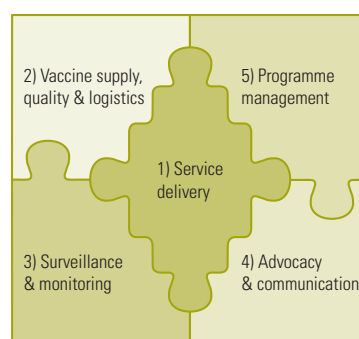 2) Vaccine supply,
quality & logistics
5) Programme
management
1) Service
delivery
3) Surveillance
& monitoring
4) Advocacy
& communication